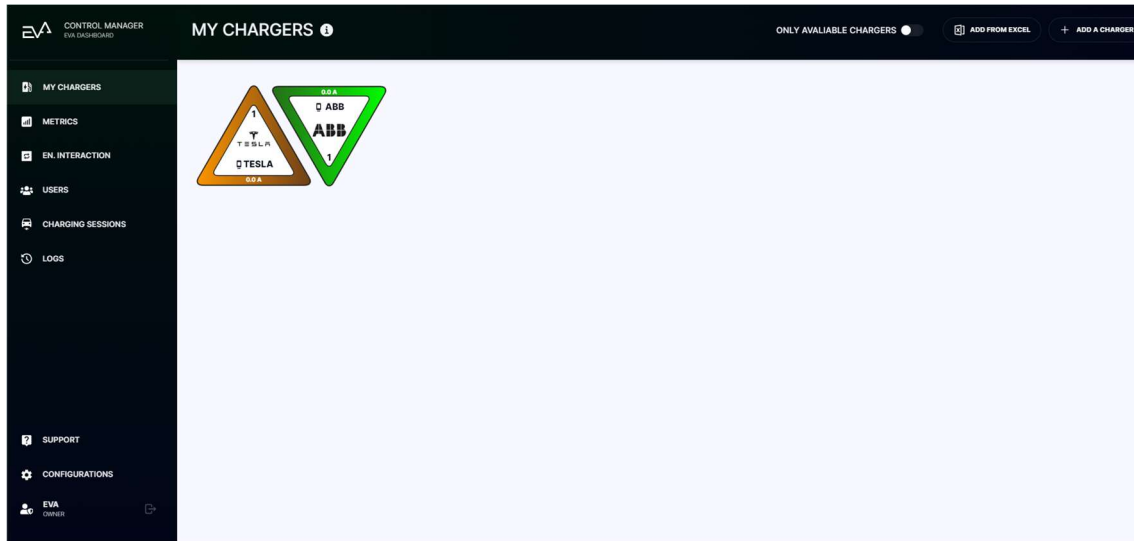 CONTROL MANAGER
EVA DASHBOARD
MY CHARGERS
ONLY AVALIABLE CHARGERS
ADD FROM EXCEL
+ ADD A CHARGER
MY CHARGERS
METRICS
EN. INTERACTION
USERS
CHARGING SESSIONS
LOGS
SUPPORT
CONFIGURATIONS
EVA
OWNER
1
TESLA
TESLA
0.0 A
0.0 A
ABB
ABB
1